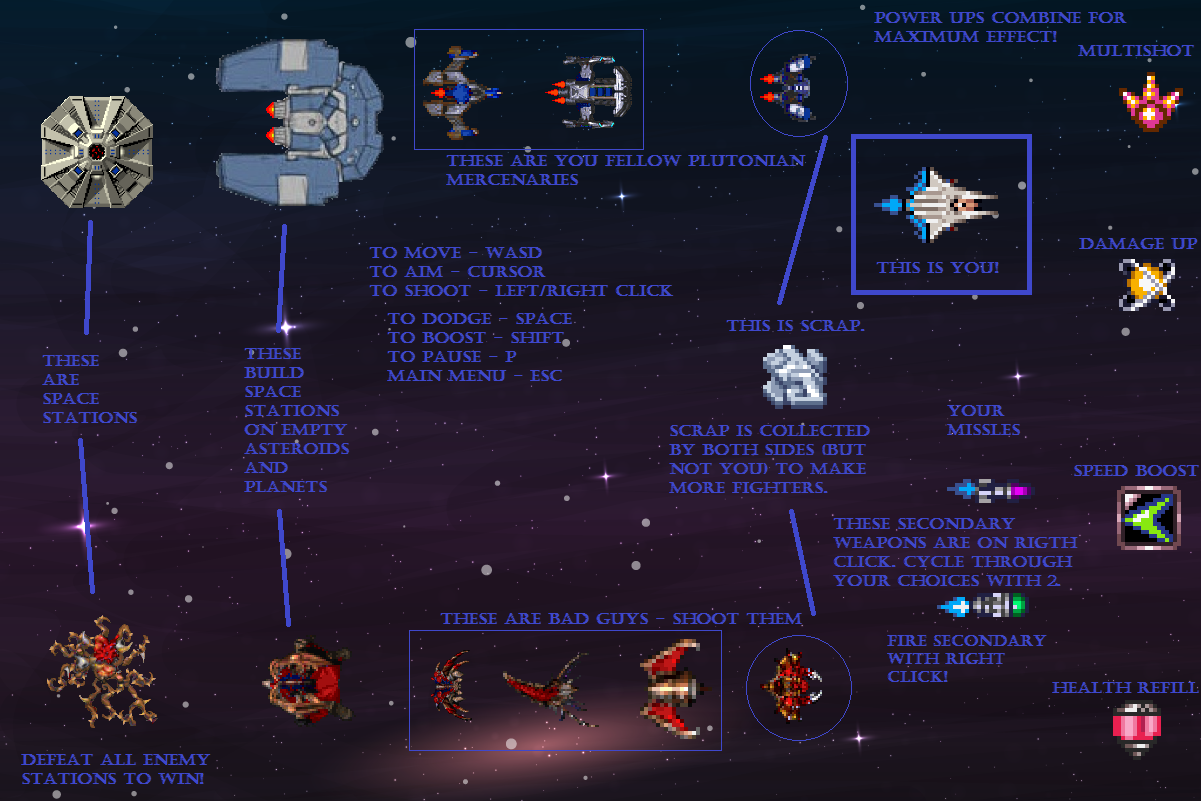 POWER UPS COMBINE FOR
MAXIMUM EFFECT!
MULTISHOT
THESE ARE YOU FELLOW PLUTONIAN
MERCENARIES
TO MOVE - WASD
TO AIM - CURSOR
TO SHOOT - LEFT/RIGHT CLICK
TO DODGE - SPACE
TO BOOST - SHIFT
TO PAUSE - P
MAIN MENU - ESC
THIS IS YOU!
DAMAGE UP
THIS IS SCRAP.
THESE
ARE
SPACE
STATIONS
THESE
BUILD
SPACE
STATIONS
ON EMPTY
ASTEROIDS
AND
PLANETS
SCRAP IS COLLECTED
BY BOTH SIDES (BUT
NOT YOU) TO MAKE
MORE FIGHTERS.
YOUR
MISSLES
SPEED BOOST
THESE SECONDARY
WEAPONS ARE ON RIGTH
CLICK. CYCLE THROUGH
YOUR CHOICES WITH 2.
THESE ARE BAD GUYS - SHOOT THEM
FIRE SECONDARY
WITH RIGHT
CLICK!
HEALTH REFILL
DEFEAT ALL ENEMY
STATIONS TO WIN!